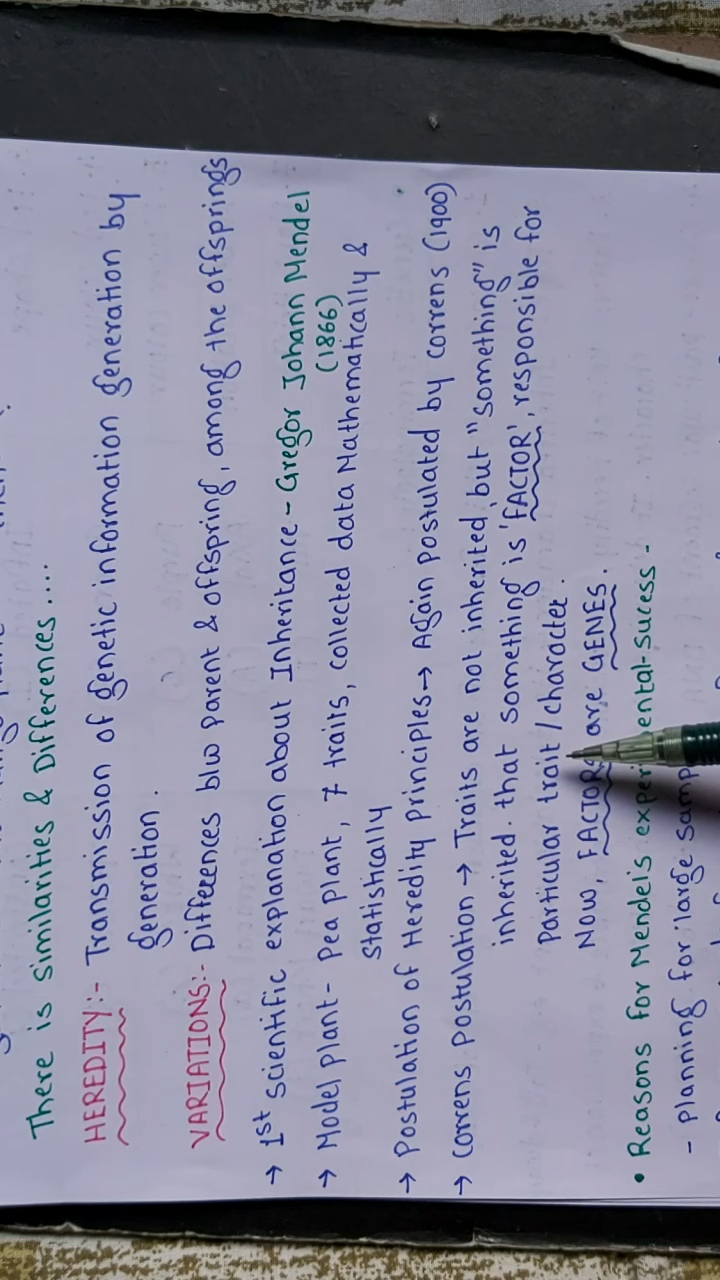 There is similarities & Differences ....
HEREDITY:- Transmission of genetic information generation by
generation.
VARIATIONS:- Differences b/w parent & offspring, among the offsprings
→ 1st scientific explanation about Inheritance - Gregor Johann Mendel
(1866)
→ Model plant - Pea plant, 7 traits, collected data Mathematically &
Statistically
→ Postulation of Heredity principles → Again postulated by correns (1900)
→ Correns Postulation → Traits are not inherited, but "something" is
inherited. that something is 'FACTOR', responsible for
Particular trait / character.
Now, FACTORS are GENES.
• Reasons for Mendel's experimental-sucess -
- Planning for large